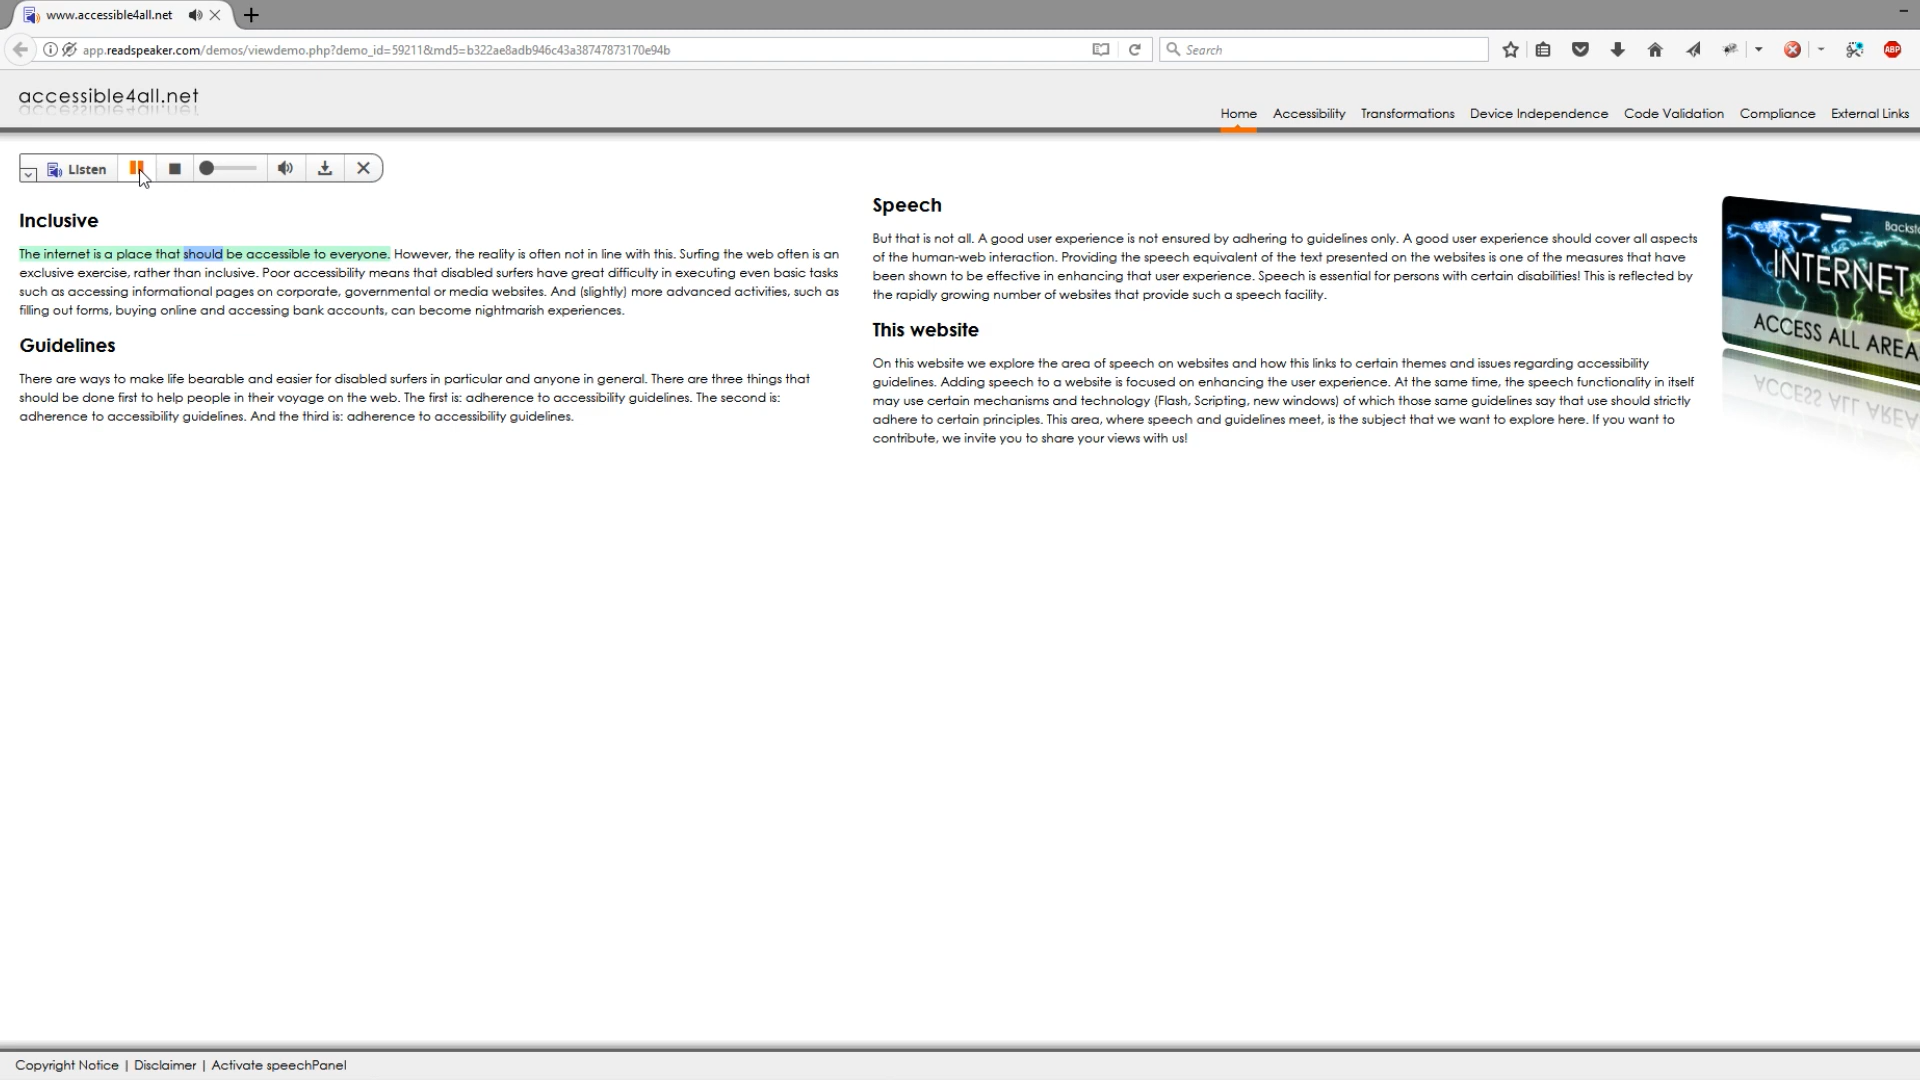 www.accessible4all.net
app.readspeaker.com/demos/viewdemo.php?demo_id=59211&md5=b322ae8adb946c43a38747873170e94b
Search
ABP
accessible4all.net
Home Accessibility Transformations Device Independence Code Validation Compliance External Links
Listen
Inclusive
The internet is a place that should be accessible to everyone. However, the reality is often not in line with this. Surfing the web often is an
exclusive exercise, rather than inclusive. Poor accessibility means that disabled surfers have great difficulty in executing even basic tasks
such as accessing informational pages on corporate, governmental or media websites. And (slightly) more advanced activities, such as
filling out forms, buying online and accessing bank accounts, can become nightmarish experiences.
Guidelines
There are ways to make life bearable and easier for disabled surfers in particular and anyone in general. There are three things that
should be done first to help people in their voyage on the web. The first is: adherence to accessibility guidelines. The second is:
adherence to accessibility guidelines. And the third is: adherence to accessibility guidelines.
Speech
But that is not all. A good user experience is not ensured by adhering to guidelines only. A good user experience should cover all aspects
of the human-web interaction. Providing the speech equivalent of the text presented on the websites is one of the measures that have
been shown to be effective in enhancing that user experience. Speech is essential for persons with certain disabilities! This is reflected by
the rapidly growing number of websites that provide such a speech facility.
This website
On this website we explore the area of speech on websites and how this links to certain themes and issues regarding accessibility
guidelines. Adding speech to a website is focused on enhancing the user experience. At the same time, the speech functionality in itself
may use certain mechanisms and technology (Flash, Scripting, new windows) of which those same guidelines say that use should strictly
adhere to certain principles. This area, where speech and guidelines meet, is the subject that we want to explore here. If you want to
contribute, we invite you to share your views with us!
Backst
INTERNET
ACCESS ALL AREA
Copyright Notice | Disclaimer | Activate speechPanel